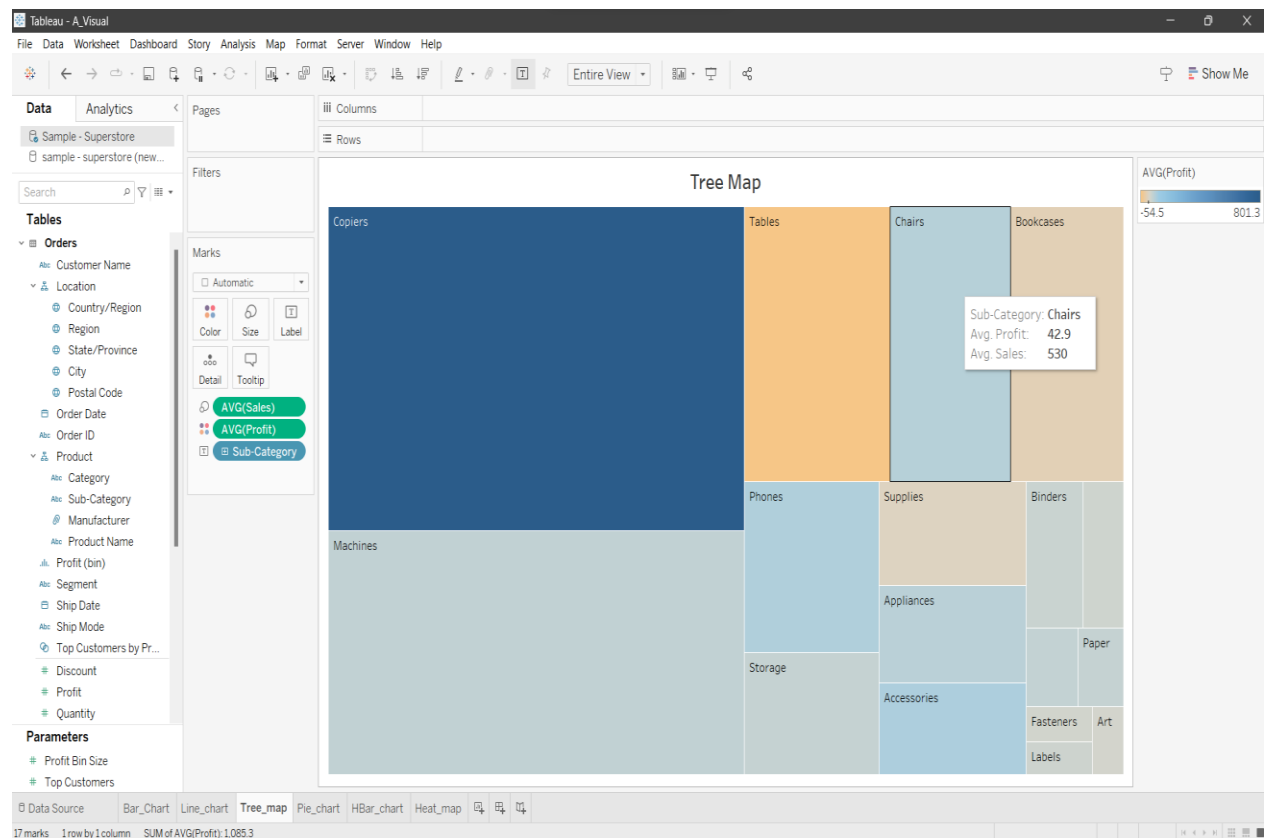 Tableau - A_Visual
File Data Worksheet Dashboard Story Analysis Map Format Server Window Help
Entire View
Show Me
Data Analytics
Sample - Superstore
sample - superstore (new...
Search
Tables
Orders
Abc Customer Name
Location
Country/Region
Region
State/Province
City
Postal Code
Order Date
Abc Order ID
Product
Abc Category
Abc Sub-Category
Manufacturer
Abc Product Name
Profit (bin)
Abc Segment
Ship Date
Abc Ship Mode
Top Customers by Pr...
# Discount
# Profit
# Quantity
Parameters
# Profit Bin Size
# Top Customers
Pages
Filters
Marks
Automatic
Color Size Label
Detail Tooltip
AVG(Sales)
AVG(Profit)
Sub-Category
Columns
Rows
Tree Map
Copiers
Tables
Chairs
Bookcases
Sub-Category: Chairs
Avg. Profit: 42.9
Avg. Sales: 530
Machines
Phones
Supplies
Binders
Appliances
Paper
Storage
Accessories
Fasteners
Art
Labels
AVG(Profit)
-54.5 801.3
Data Source Bar_Chart Line_chart Tree_map Pie_chart HBar_chart Heat_map
17 marks 1 row by 1 column SUM of AVG(Profit): 1,085.3